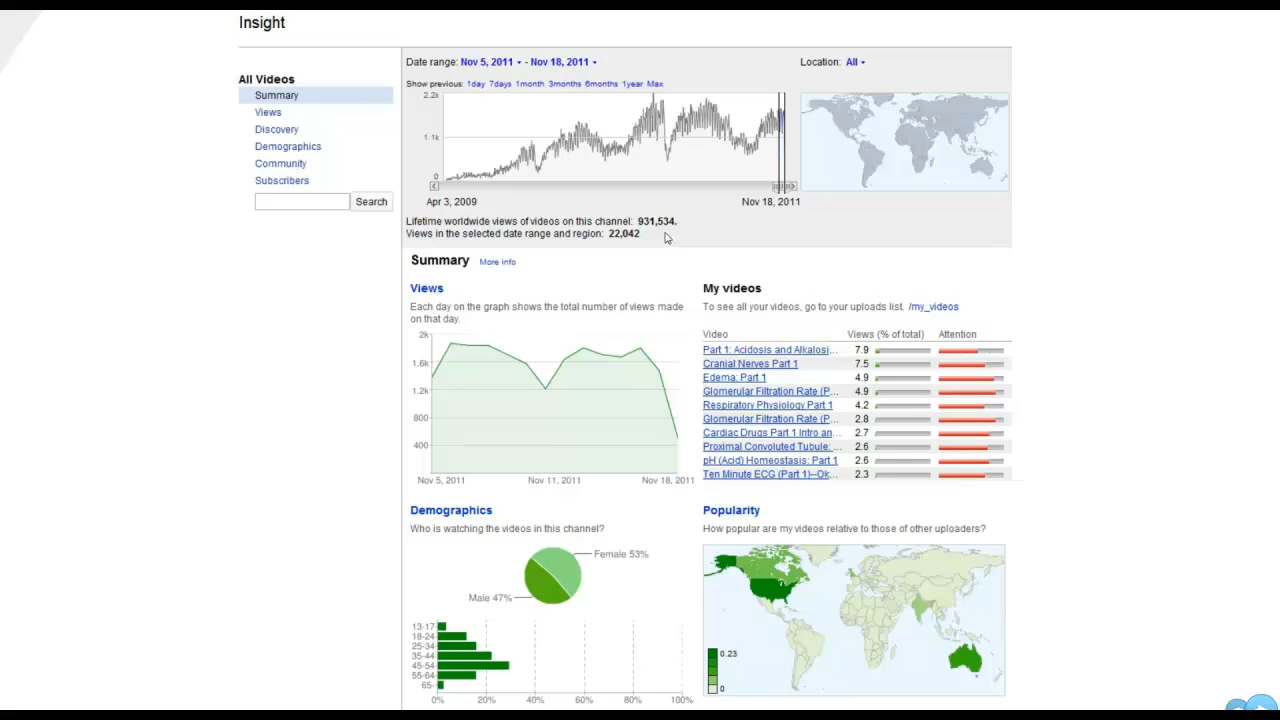 Insight
All Videos
Summary
Views
Discovery
Demographics
Community
Subscribers
Search
Date range: Nov 5, 2011 - Nov 18, 2011
Location: All
Show previous: 1day 7days 1month 3months 6months 1year Max
2.2k
1.1k
0
Apr 3, 2009
Nov 18, 2011
Lifetime worldwide views of videos on this channel: 931,534.
Views in the selected date range and region: 22,042
Summary More info
Views
Each day on the graph shows the total number of views made
on that day.
2k
1.6k
1.2k
800
400
Nov 5, 2011 Nov 11, 2011 Nov 18, 2011
My videos
To see all your videos, go to your uploads list. /my_videos
Video Views (% of total) Attention
Part 1: Acidosis and Alkalosi... 7.9
Cranial Nerves Part 1 7.5
Edema: Part 1 4.9
Glomerular Filtration Rate (P... 4.9
Respiratory Physiology Part 1 4.2
Glomerular Filtration Rate (P... 2.8
Cardiac Drugs Part 1 Intro an... 2.7
Proximal Convoluted Tubule: ... 2.6
pH (Acid) Homeostasis: Part 1 2.6
Ten Minute ECG (Part 1)--Ok... 2.3
Demographics
Who is watching the videos in this channel?
Female 53%
Male 47%
13-17
18-24
25-34
35-44
45-54
55-64
65-
0% 20% 40% 60% 80% 100%
Popularity
How popular are my videos relative to those of other uploaders?
0.23
0